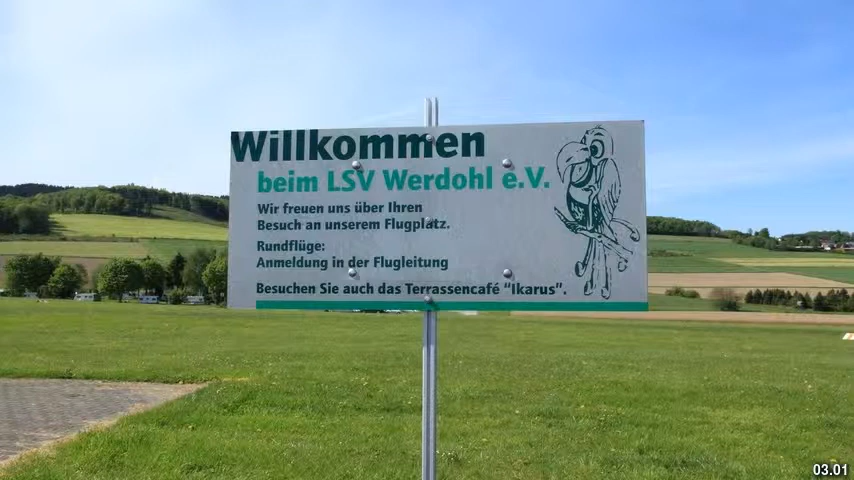 Willkommen
beim LSV Werdohl e.V.
Wir freuen uns über Ihren
Besuch an unserem Flugplatz.
Rundflüge:
Anmeldung in der Flugleitung
Besuchen Sie auch das Terrassencafé “Ikarus”.
03.01